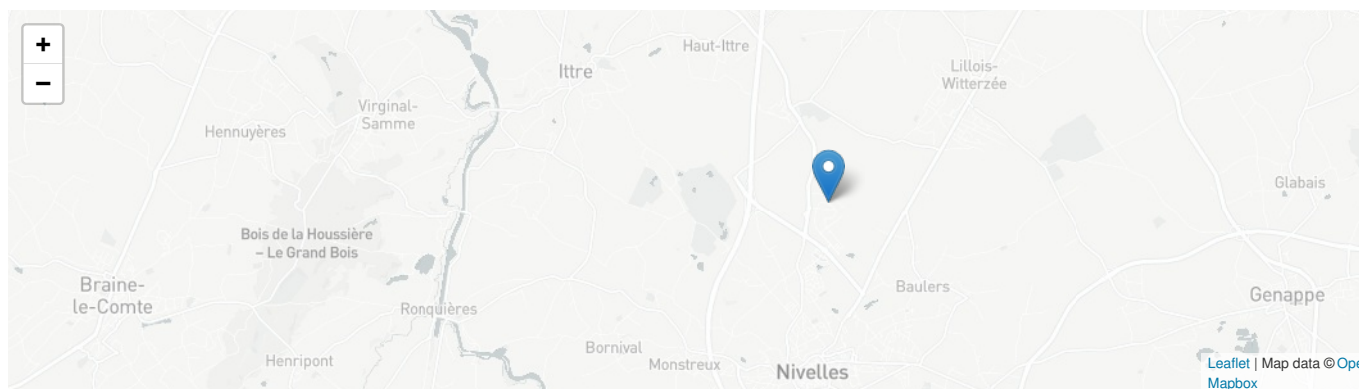 +
−
Haut-Ittre
Ittre
Lillois-
Witterzée
Virginal-
Samme
Hennuyères
Glabais
Bois de la Houssière
– Le Grand Bois
Braine-
le-Comte
Baulers
Genappe
Ronquières
Bornival
Henripont
Monstreux
Nivelles
Leaflet | Map data © Ope
Mapbox